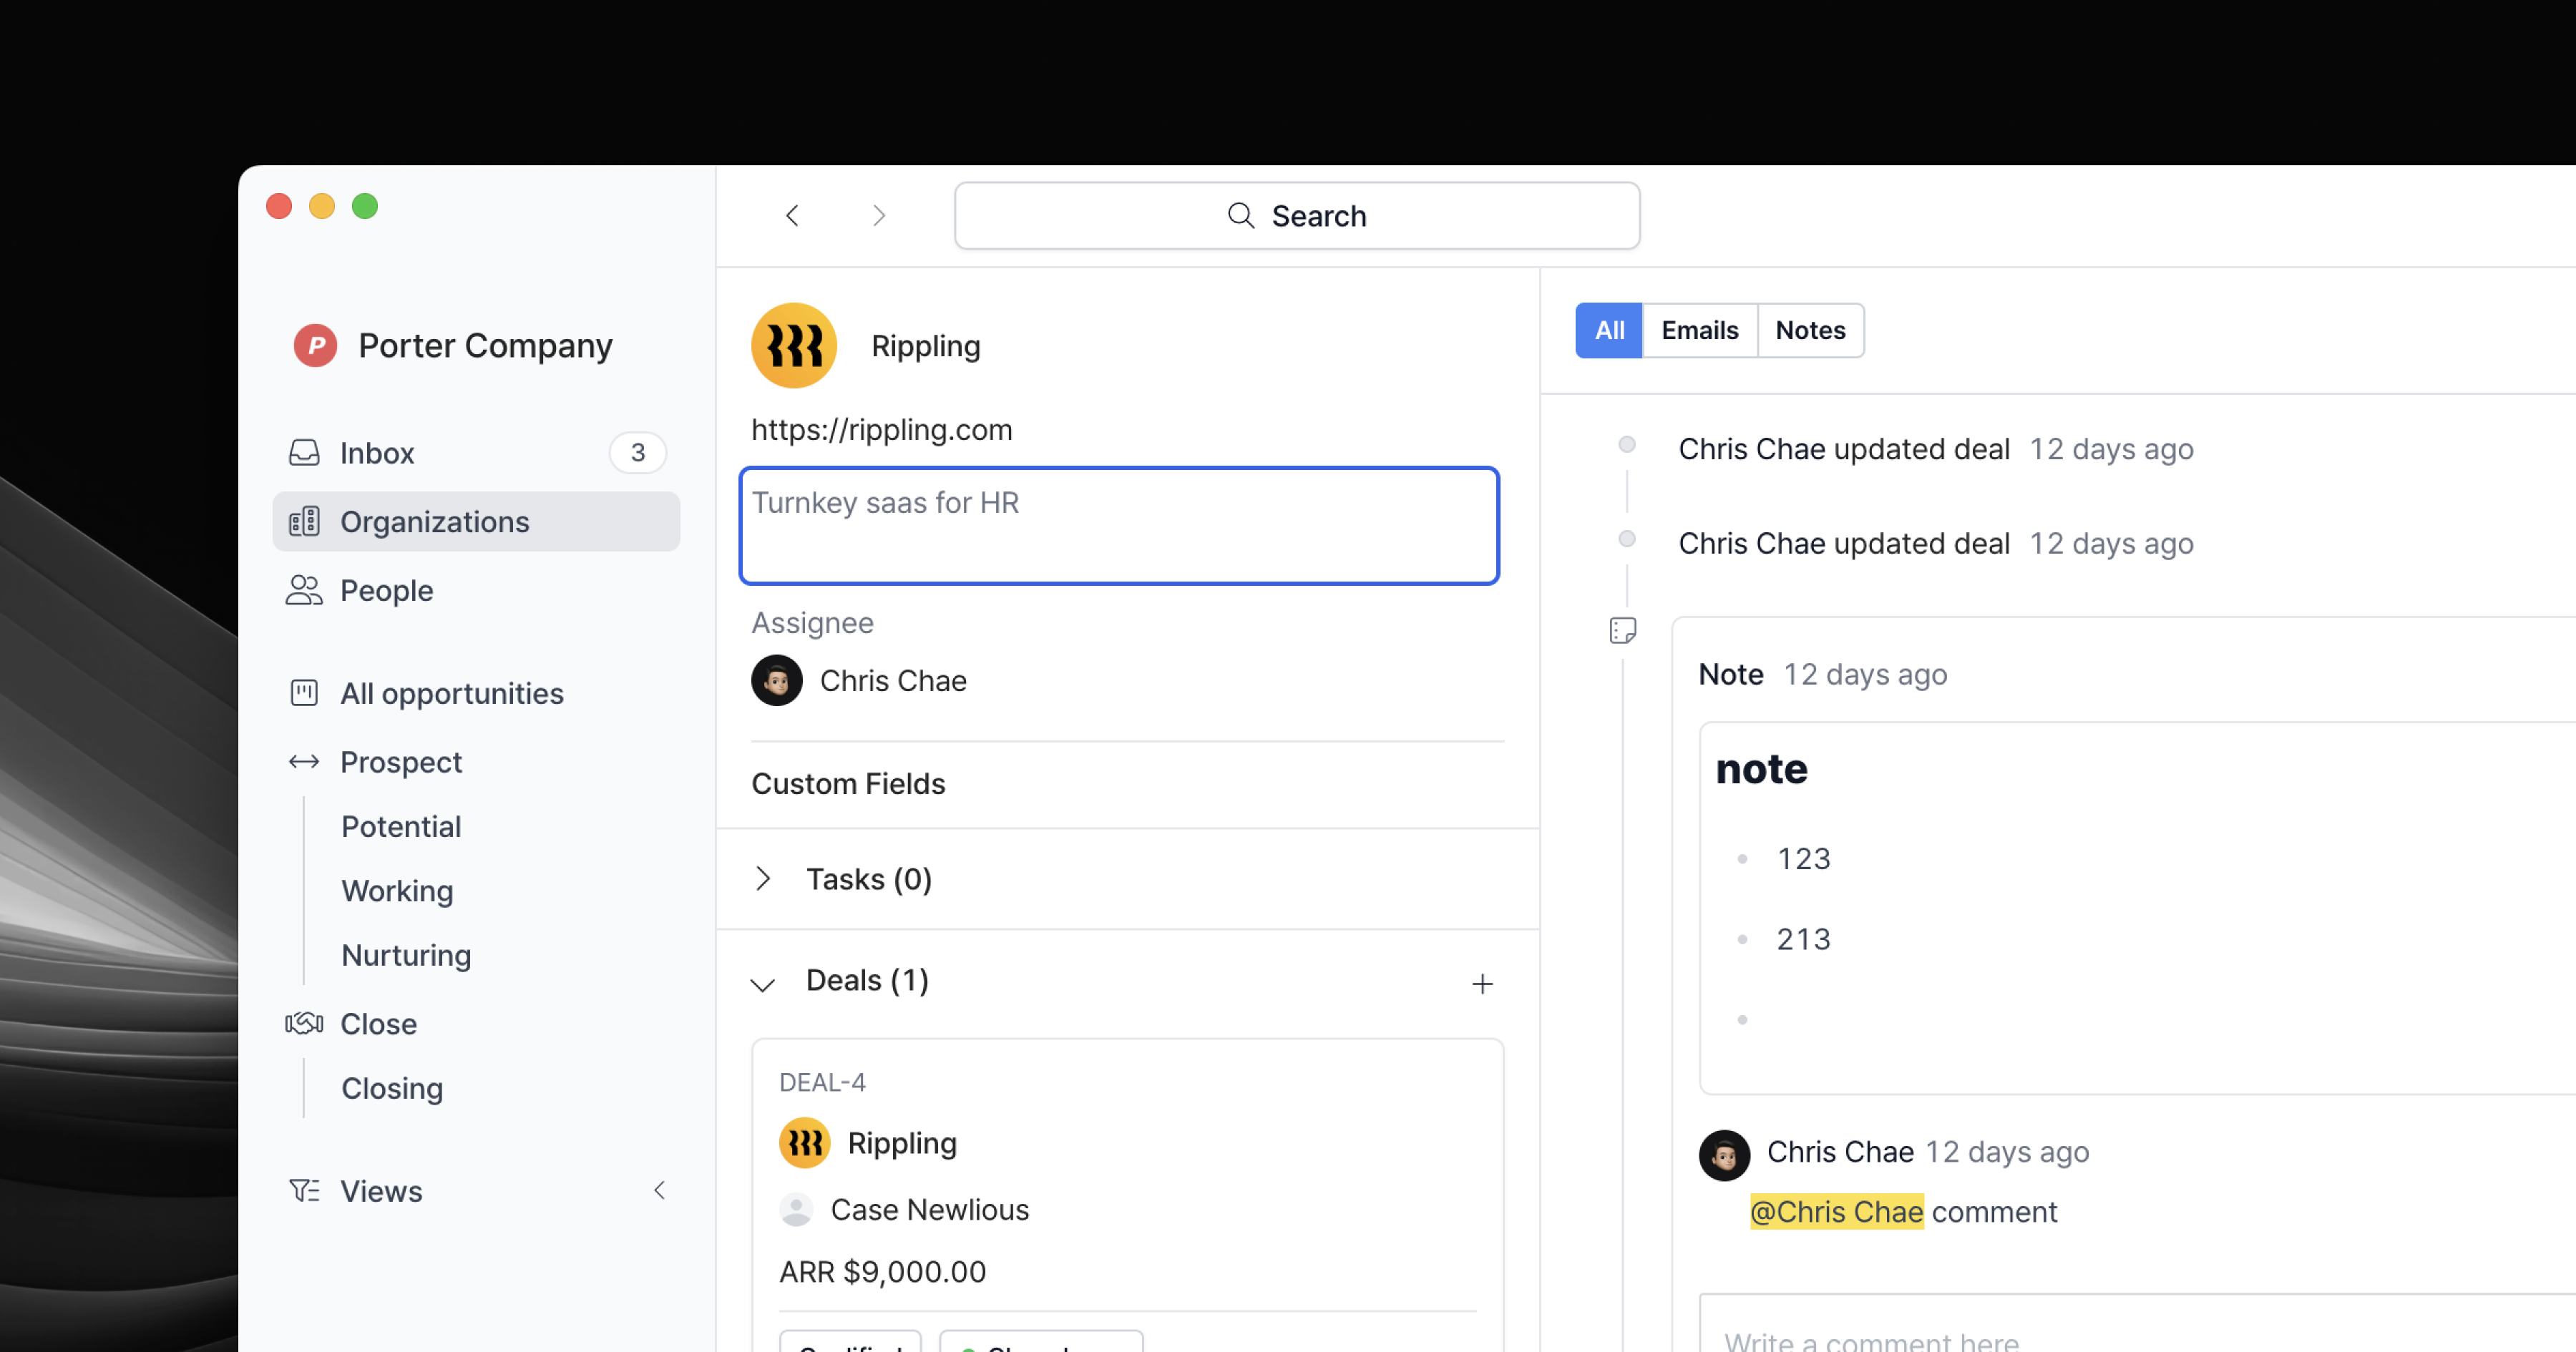 Search
P Porter Company
Inbox 3
Organizations
People
All opportunities
Prospect
Potential
Working
Nurturing
Close
Closing
Views
Rippling
https://rippling.com
Turnkey saas for HR
Assignee
Chris Chae
Custom Fields
Tasks (0)
Deals (1)
DEAL-4
Rippling
Case Newlious
ARR $9,000.00
All Emails Notes
Chris Chae updated deal 12 days ago
Chris Chae updated deal 12 days ago
Note 12 days ago
note
123
213
Chris Chae 12 days ago
@Chris Chae comment
Write a comment here